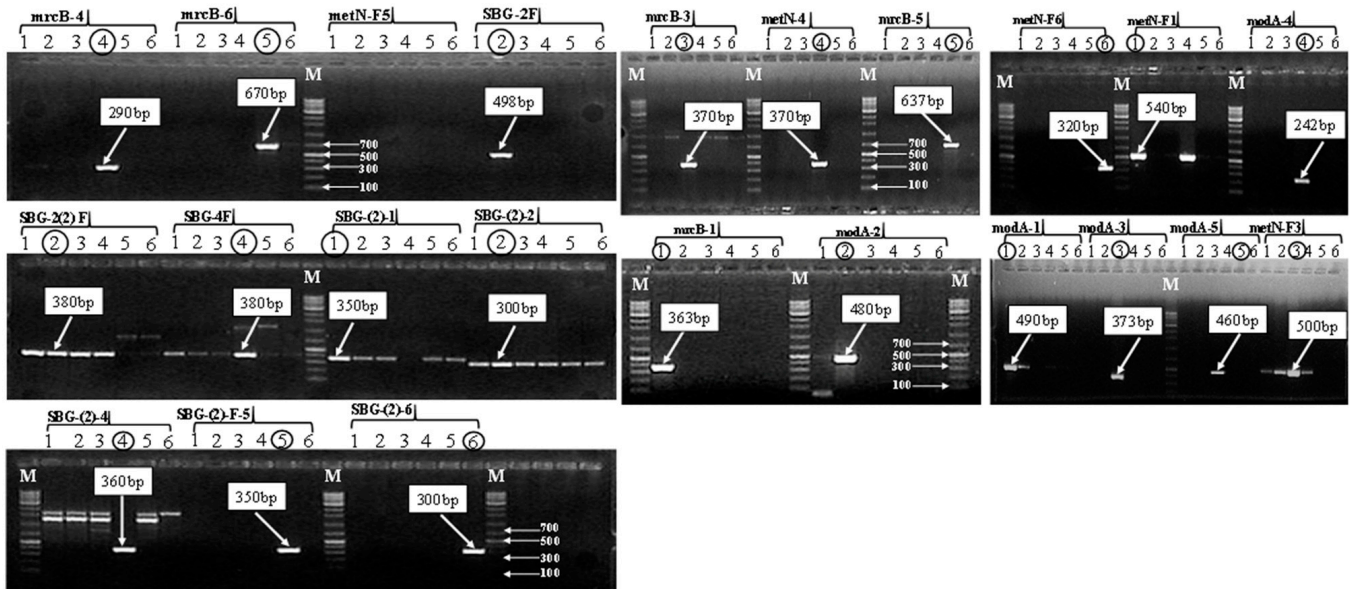 mrcB-4 mrcB-6 metN-F5 SBG-2F
1 2 3 4 5 6 1 2 3 4 5 6 1 2 3 4 5 6 1 2 3 4 5 6
M
290bp 670bp 498bp
700
500
300
100
SBG-2(2) F SBG-4F SBG-(2)-1 SBG-(2)-2
1 2 3 4 5 6 1 2 3 4 5 6 1 2 3 4 5 6 1 2 3 4 5 6
M
380bp 380bp 350bp 300bp
SBG-(2)-4 SBG-(2)-F-5 SBG-(2)-6
1 2 3 4 5 6 1 2 3 4 5 6 1 2 3 4 5 6
M M M
360bp 350bp 300bp
700
500
300
100
mrcB-3 metN-4 mrcB-5
1 2 3 4 5 6 1 2 3 4 5 6 1 2 3 4 5 6
M M M
370bp 370bp 637bp
700
500
300
100
mrcB-1 modA-2
1 2 3 4 5 6 1 2 3 4 5 6
M M M
363bp 480bp
700
500
300
100
metN-F6 metN-F1 modA-4
1 2 3 4 5 6 1 2 3 4 5 6 1 2 3 4 5 6
M M M
320bp 540bp 242bp
modA-1 modA-3 modA-5 metN-F3
1 2 3 4 5 6 1 2 3 4 5 6 1 2 3 4 5 6 1 2 3 4 5 6
M
490bp 373bp 460bp 500bp